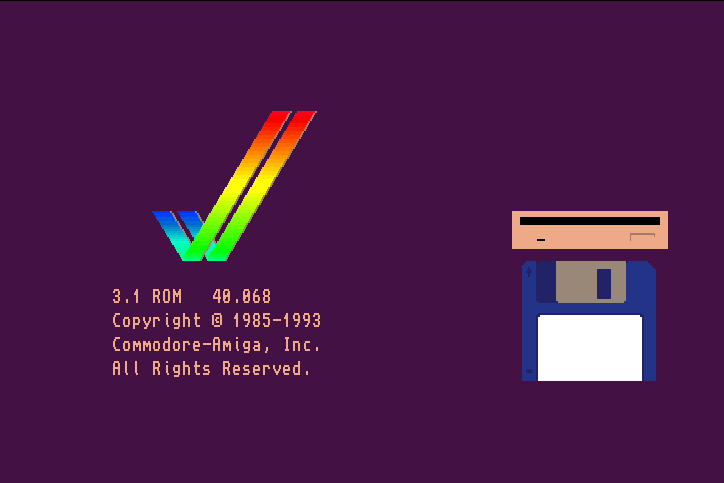 3.1 ROM   40.068
Copyright © 1985-1993
Commodore-Amiga, Inc.
All Rights Reserved.